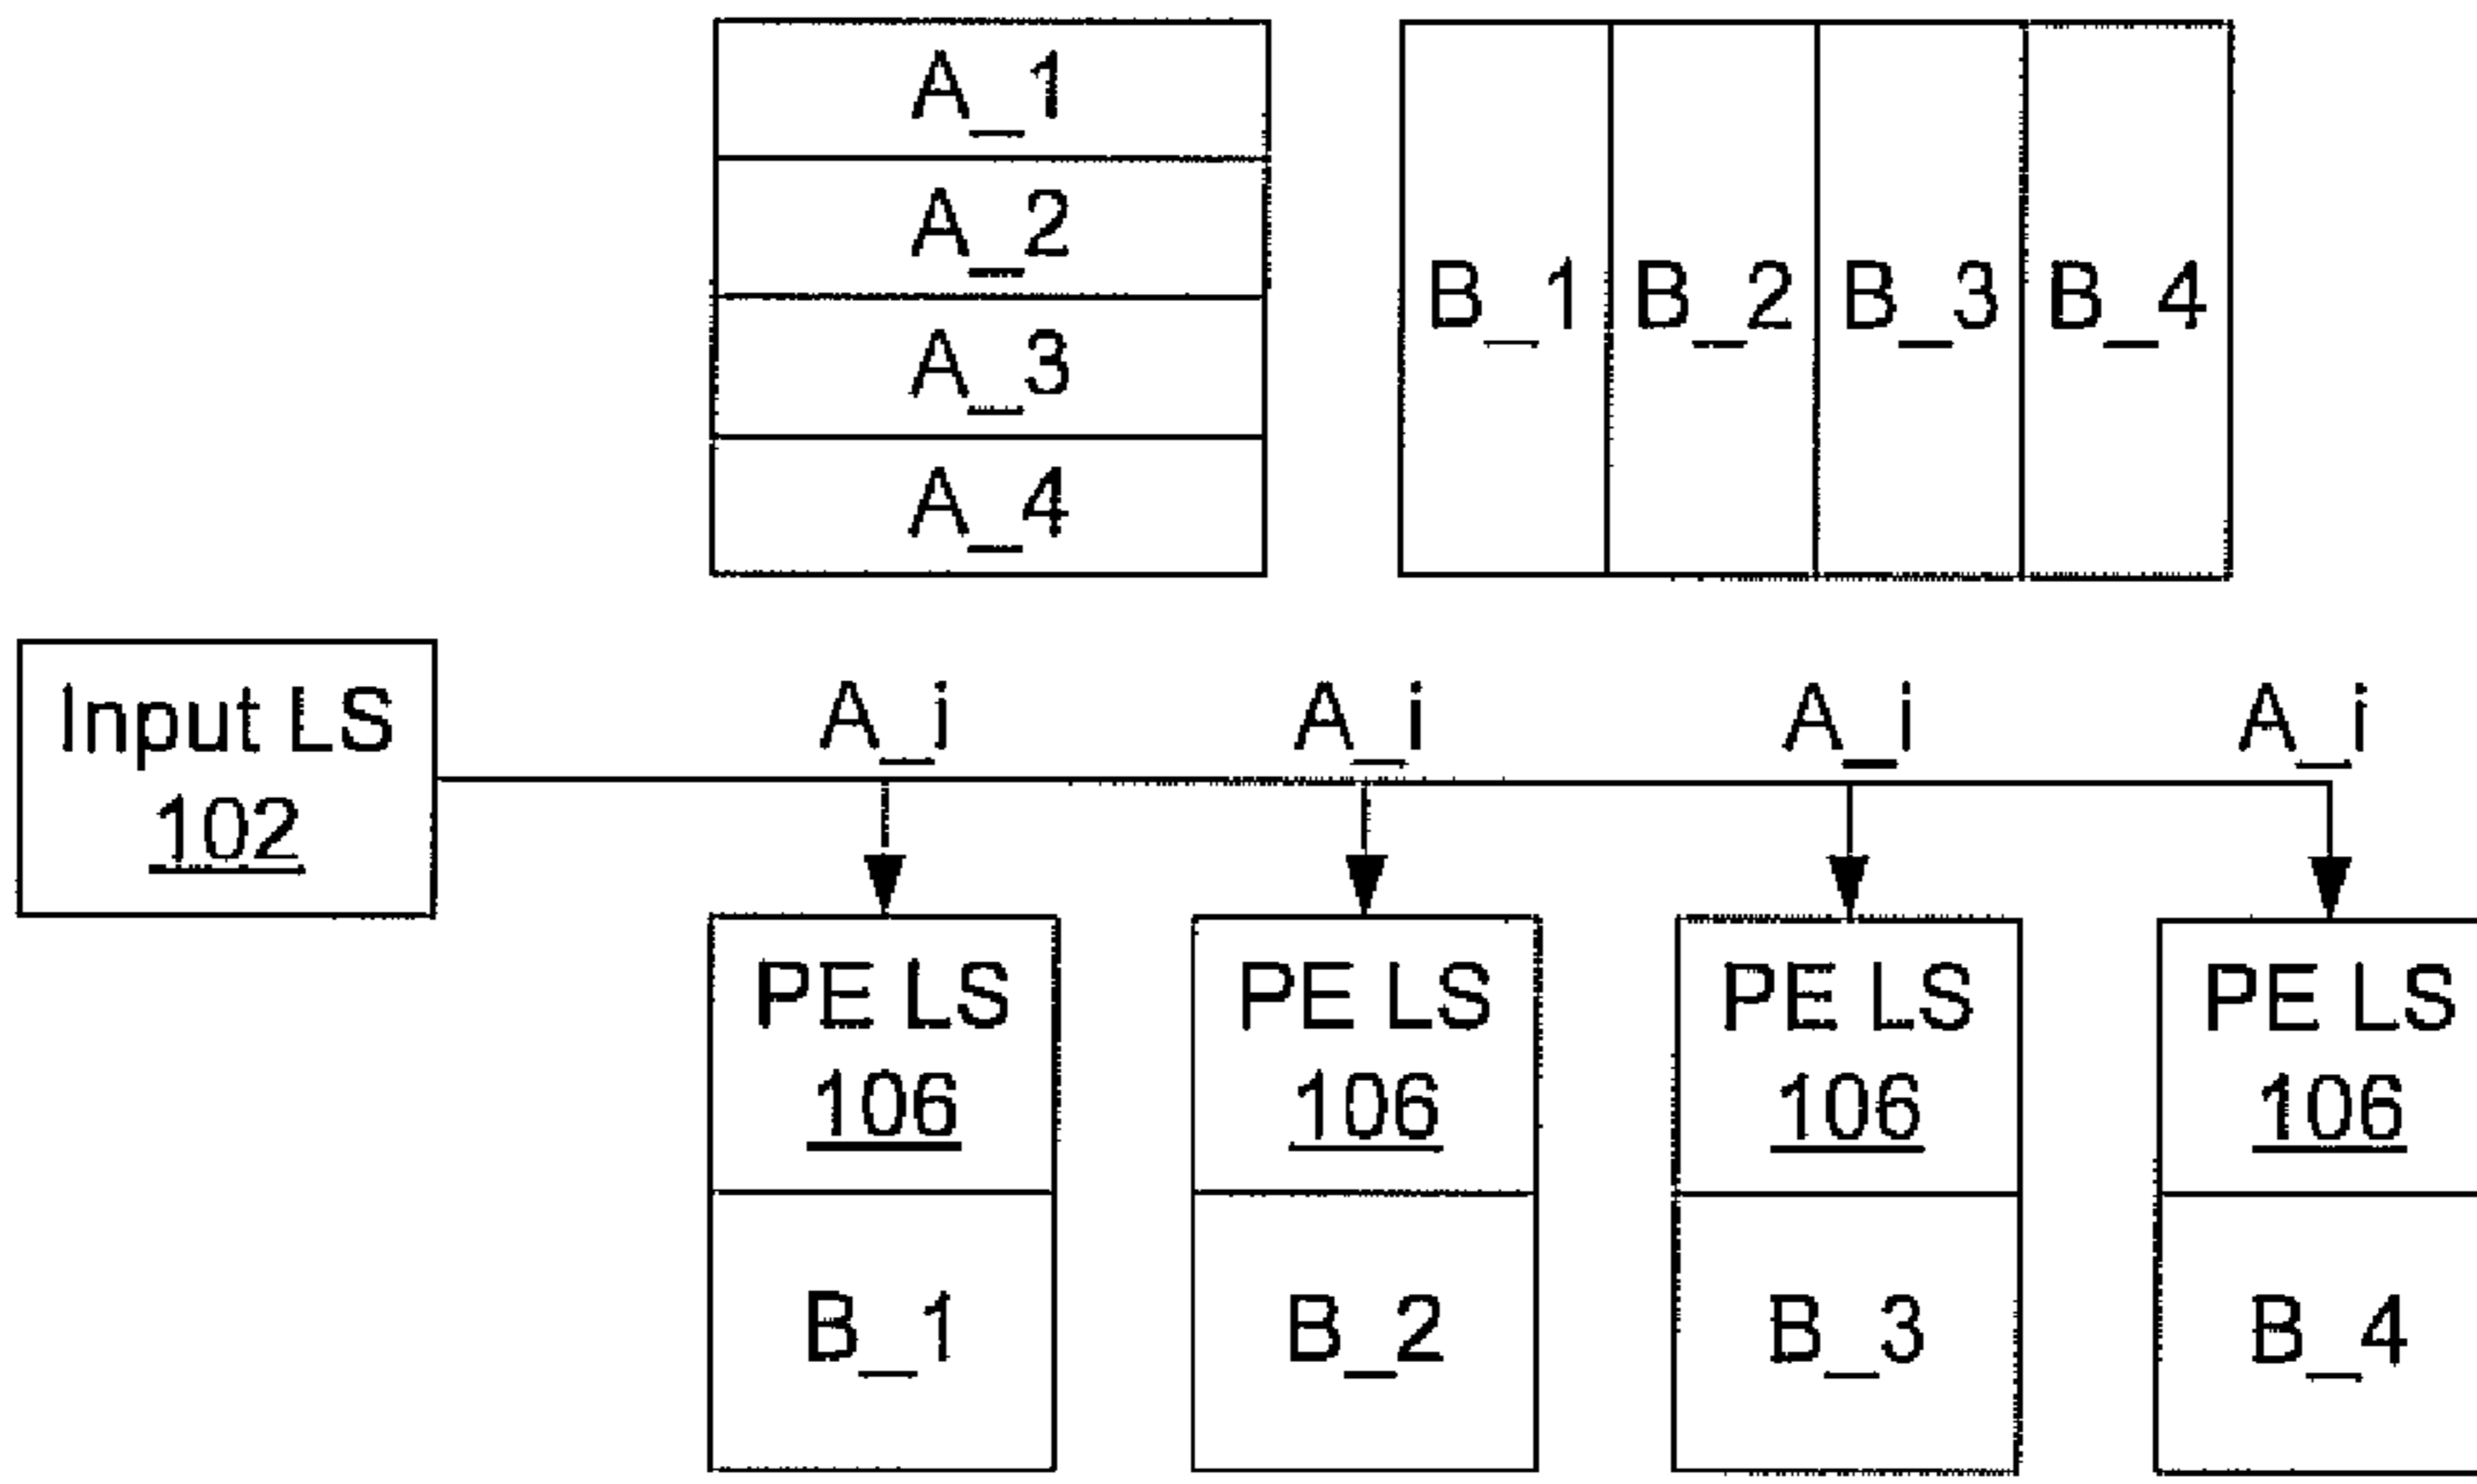 A_1
A_2
A_3
A_4
B_1 B_2 B_3 B_4
Input LS
102
A_i A_i A_i A_i
PE LS PE LS PE LS PE LS
106 106 106 106
B_1 B_2 B_3 B_4